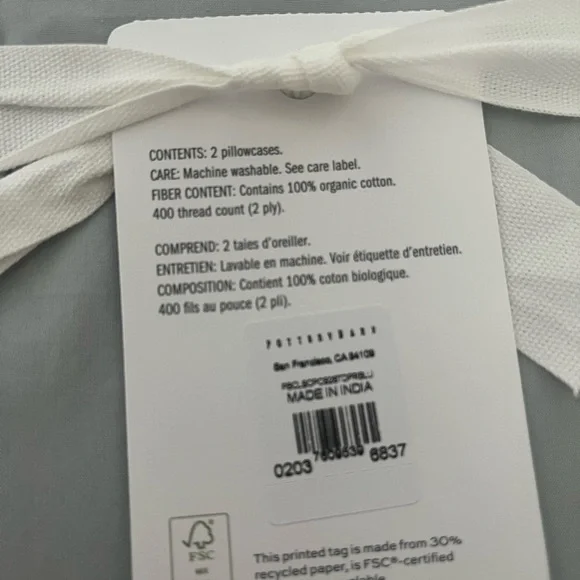 CONTENTS: 2 pillowcases.
CARE: Machine washable. See care label.
FIBER CONTENT: Contains 100% organic cotton.
400 thread count (2 ply).
COMPREND: 2 taies d'oreiller.
ENTRETIEN: Lavable en machine. Voir étiquette d'entretien.
COMPOSITION: Contient 100% coton biologique.
400 fils au pouce (2 pli).
POTTERY BARN
San Francisco, CA 94109
MADE IN INDIA
0203 6837
FSC
MIX
This printed tag is made from 30%
recycled paper, is FSC®-certified